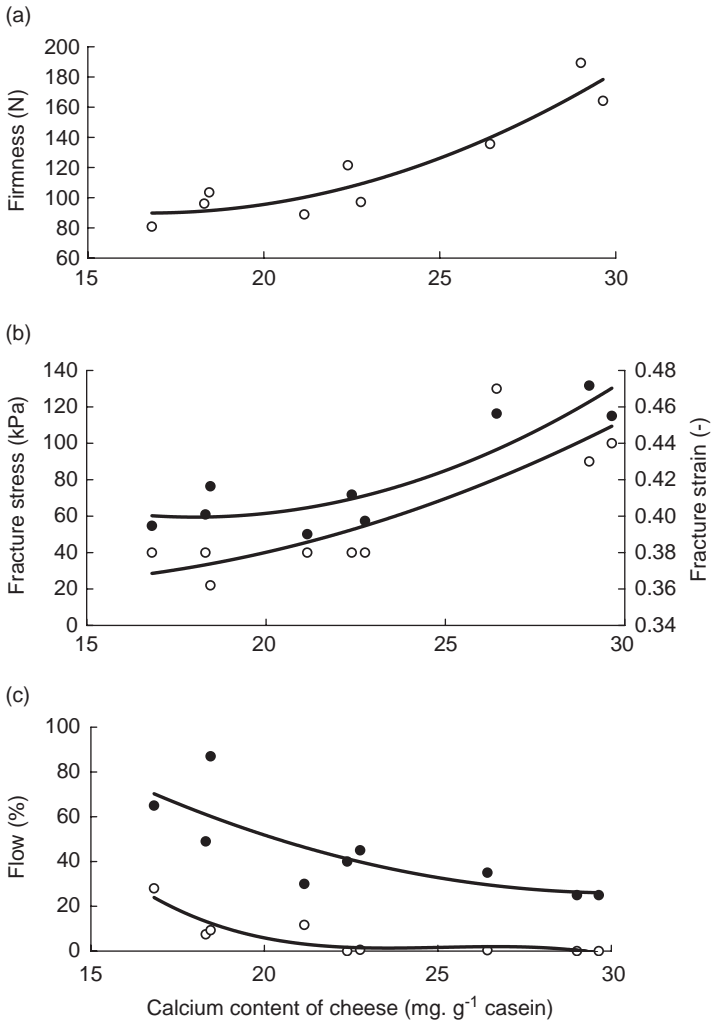 (a)
Firmness (N)
200
180
160
140
120
100
80
60
15 20 25 30
(b)
Fracture stress (kPa)
140
120
100
80
60
40
20
0
0.48
0.46
0.44
0.42
0.40
0.38
0.36
0.34
Fracture strain (-)
15 20 25 30
(c)
Flow (%)
100
80
60
40
20
0
15 20 25 30
Calcium content of cheese (mg. g⁻¹ casein)